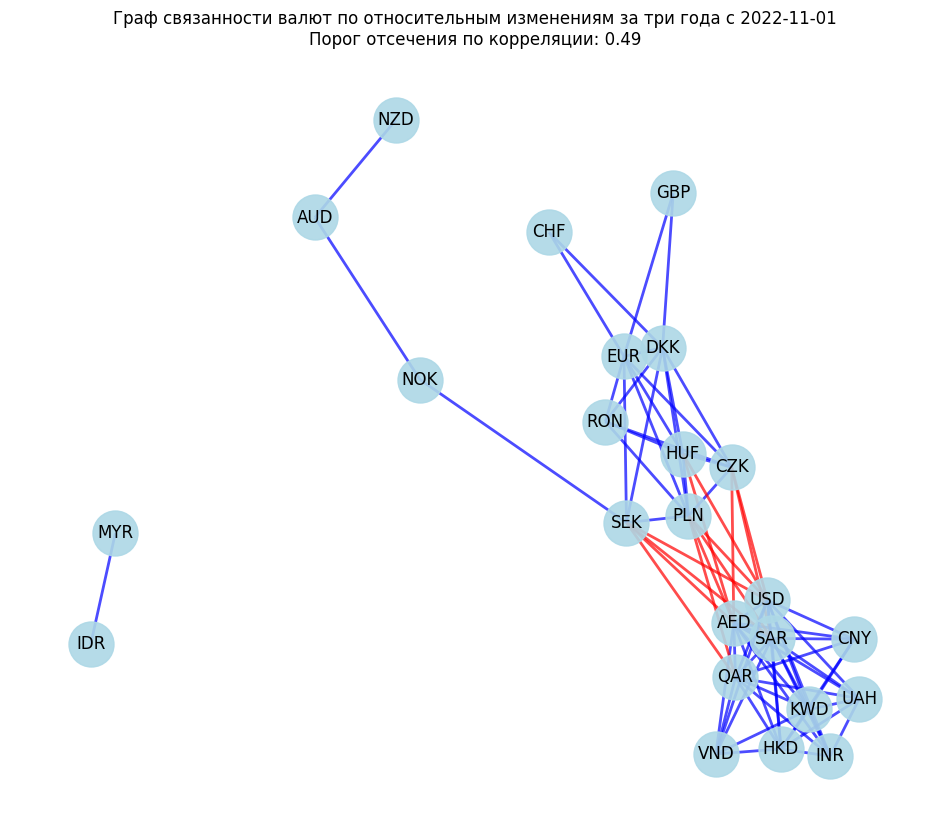 Граф связанности валют по относительным изменениям за три года с 2022-11-01
Порог отсечения по корреляции: 0.49
NZD
GBP
AUD
CHF
DKK
EUR
NOK
RON
HUF
CZK
PLN
SEK
MYR
USD
AED
SAR
CNY
IDR
QAR
UAH
KWD
HKD
VND
INR